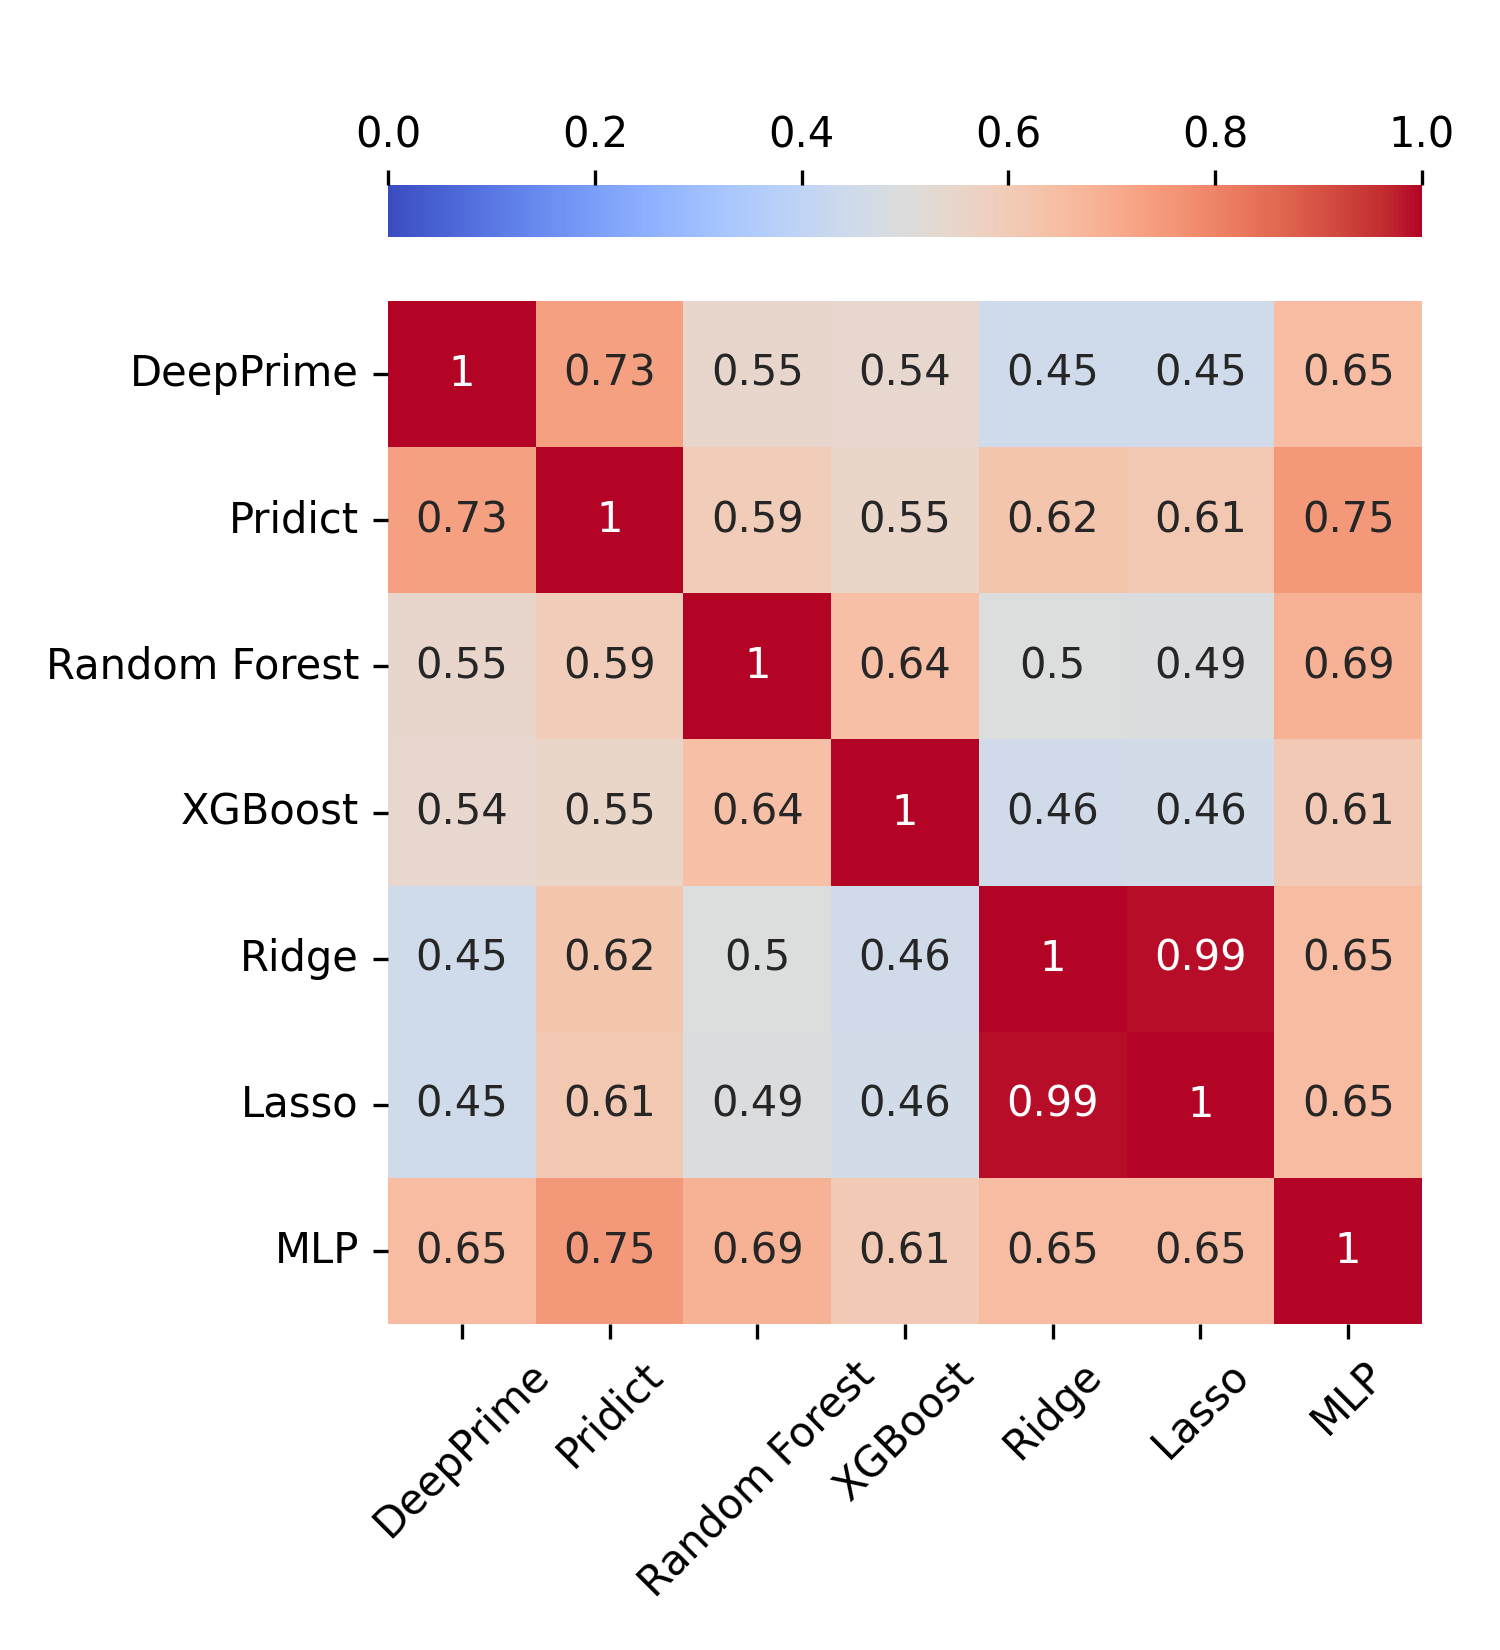 0.0 0.2 0.4 0.6 0.8 1.0
DeepPrime 1 0.73 0.55 0.54 0.45 0.45 0.65
Pridict 0.73 1 0.59 0.55 0.62 0.61 0.75
Random Forest 0.55 0.59 1 0.64 0.5 0.49 0.69
XGBoost 0.54 0.55 0.64 1 0.46 0.46 0.61
Ridge 0.45 0.62 0.5 0.46 1 0.99 0.65
Lasso 0.45 0.61 0.49 0.46 0.99 1 0.65
MLP 0.65 0.75 0.69 0.61 0.65 0.65 1
DeepPrime Pridict Random Forest XGBoost Ridge Lasso MLP